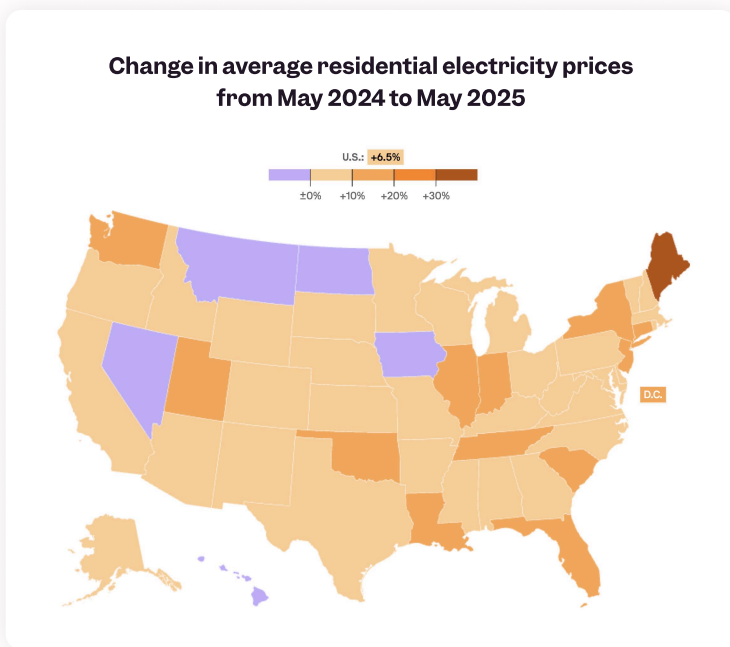 Change in average residential electricity prices
from May 2024 to May 2025
U.S.: +6.5%
±0% +10% +20% +30%
D.C.